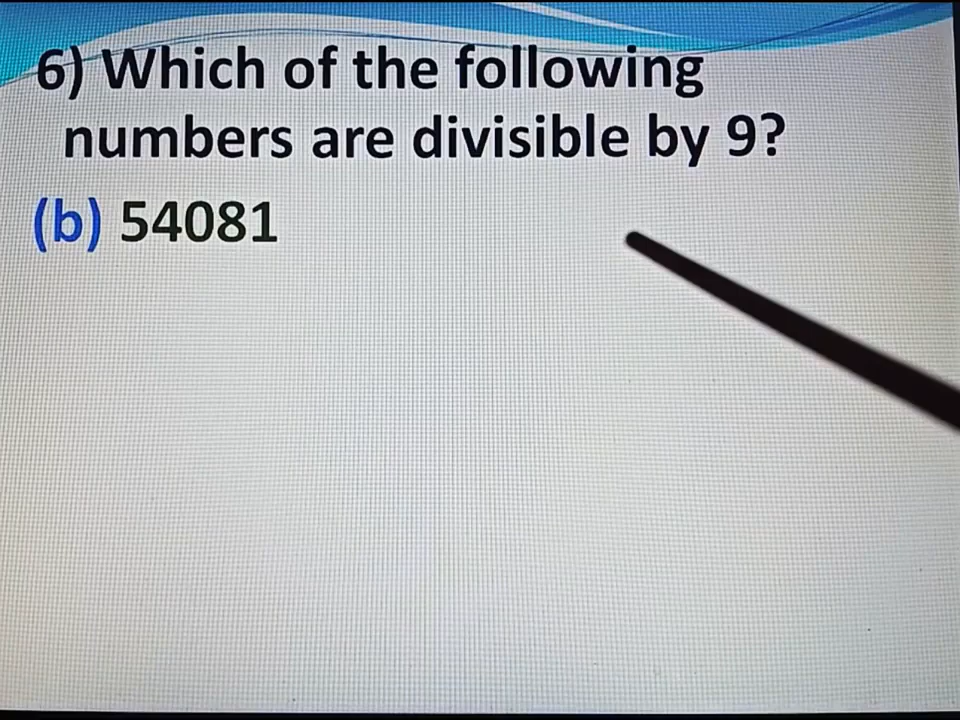 6) Which of the following
numbers are divisible by 9?
(b) 54081